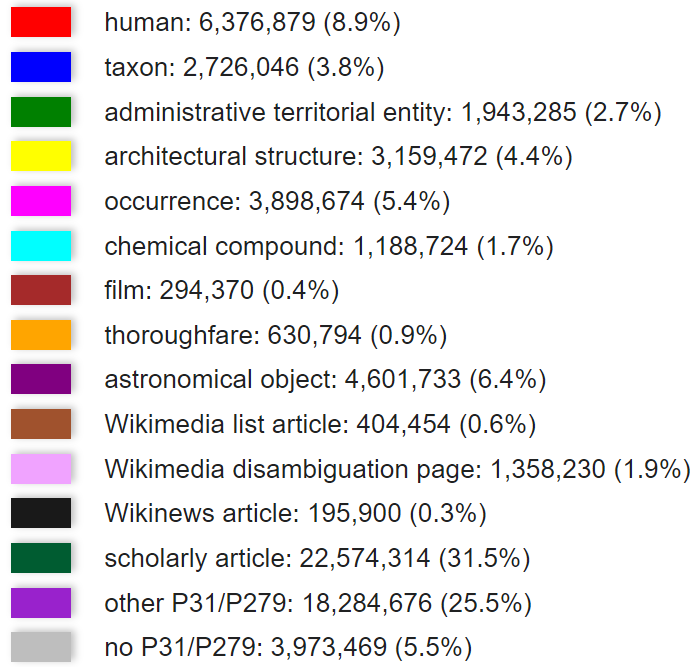 human: 6,376,879 (8.9%)
taxon: 2,726,046 (3.8%)
administrative territorial entity: 1,943,285 (2.7%)
architectural structure: 3,159,472 (4.4%)
occurrence: 3,898,674 (5.4%)
chemical compound: 1,188,724 (1.7%)
film: 294,370 (0.4%)
thoroughfare: 630,794 (0.9%)
astronomical object: 4,601,733 (6.4%)
Wikimedia list article: 404,454 (0.6%)
Wikimedia disambiguation page: 1,358,230 (1.9%)
Wikinews article: 195,900 (0.3%)
scholarly article: 22,574,314 (31.5%)
other P31/P279: 18,284,676 (25.5%)
no P31/P279: 3,973,469 (5.5%)